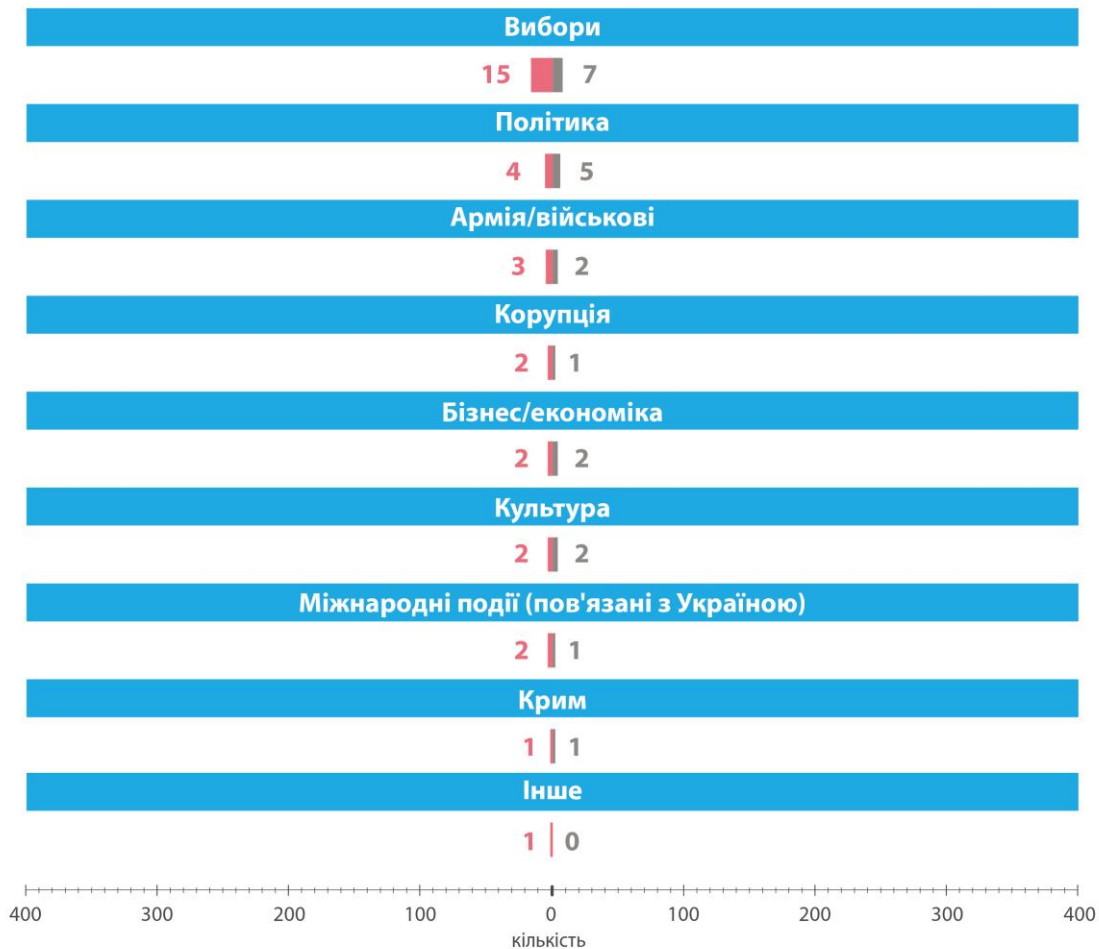 Вибори
15 7
Політика
4 5
Армія/військові
3 2
Корупція
2 1
Бізнес/економіка
2 2
Культура
2 2
Міжнародні події (пов'язані з Україною)
2 1
Крим
1 1
Інше
1 0
400 300 200 100 0 100 200 300 400
кількість